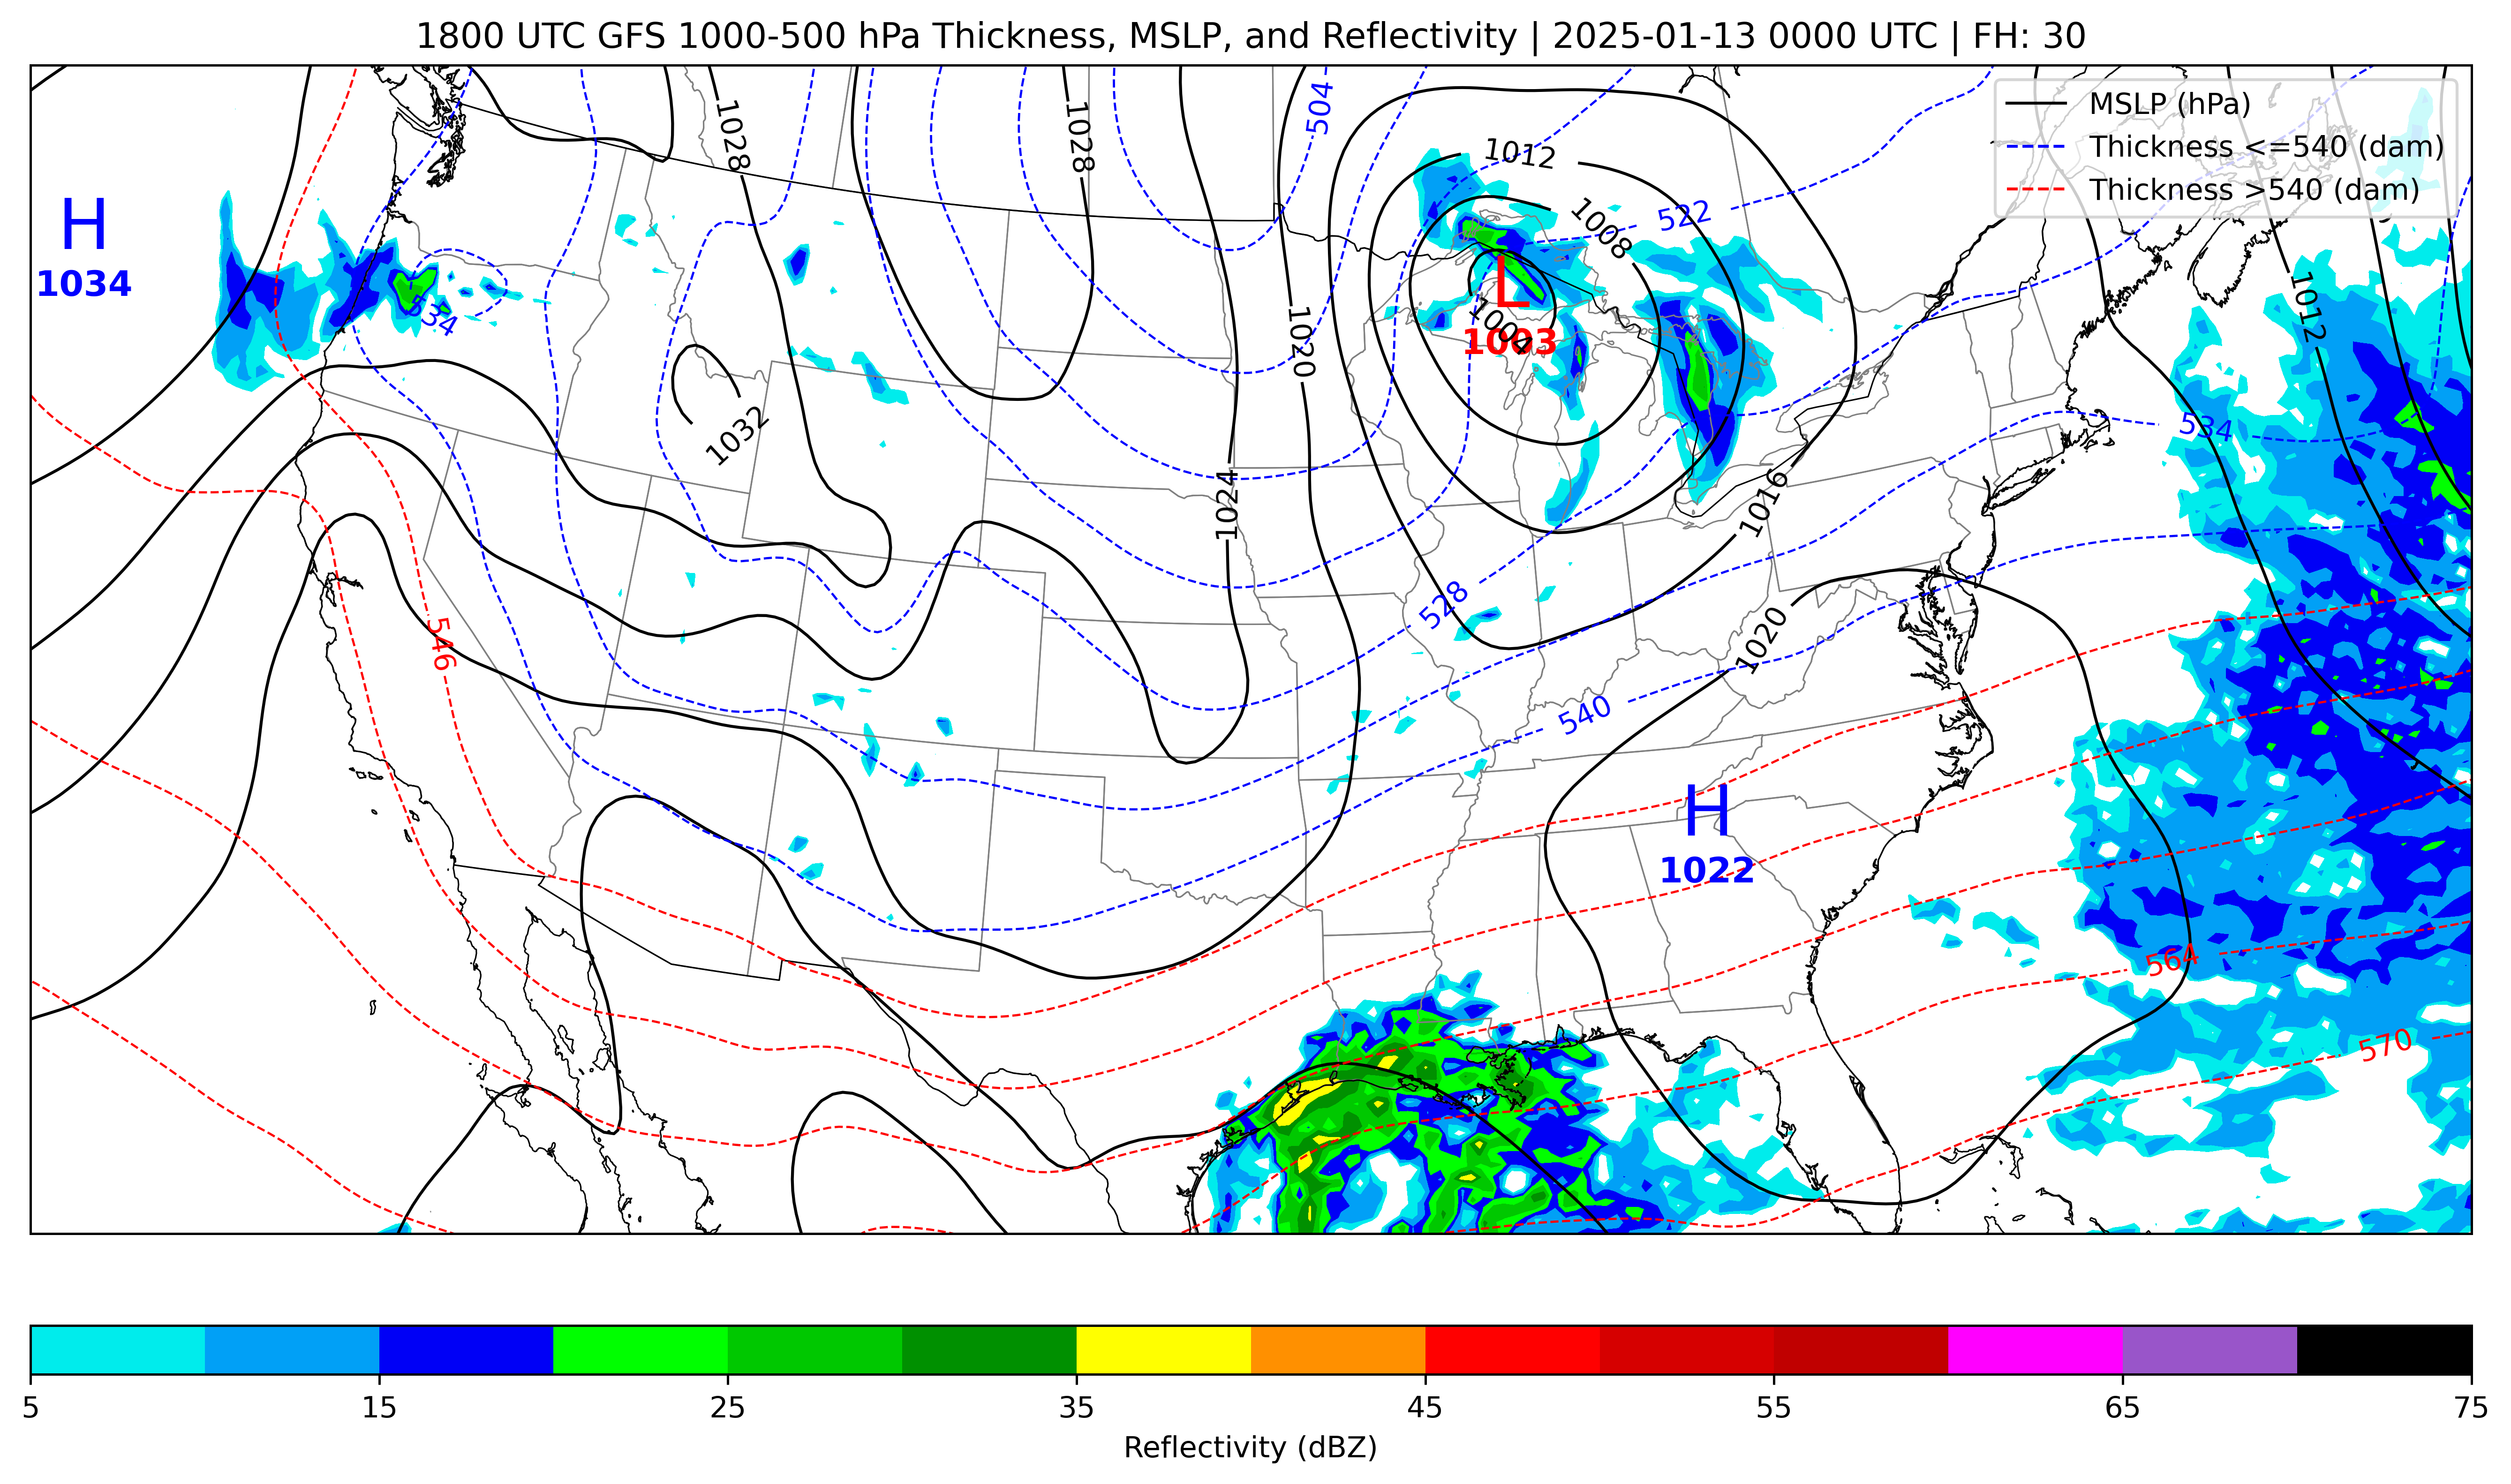 1800 UTC GFS 1000-500 hPa Thickness, MSLP, and Reflectivity | 2025-01-13 0000 UTC | FH: 30
MSLP (hPa)
Thickness <=540 (dam)
Thickness >540 (dam)
504
1028
1028
1012
1008
522
H
1034
L
1003
1004
534
1020
1012
1032
534
1024
1016
528
546
1020
540
H
1022
564
570
5 15 25 35 45 55 65 75
Reflectivity (dBZ)